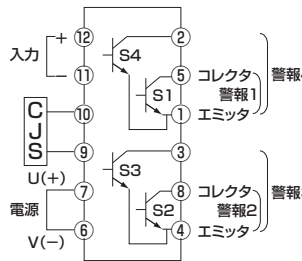 入力
+
−
⑫
⑪
CJS
⑩
⑨
U(+)
電源
V(−)
⑦
⑥
S4
S1
S3
S2
②
⑤ コレクタ
警報1
① エミッタ
警報
③
⑧ コレクタ
警報2
④ エミッタ
警報